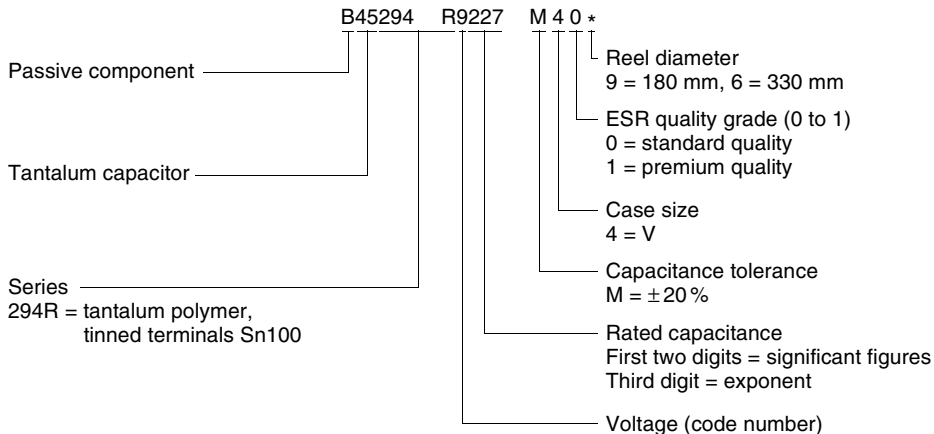 B45294 R9227 M 4 0 *
Passive component
Tantalum capacitor
Series
294R = tantalum polymer,
tinned terminals Sn100
Reel diameter
9 = 180 mm, 6 = 330 mm
ESR quality grade (0 to 1)
0 = standard quality
1 = premium quality
Case size
4 = V
Capacitance tolerance
M = ±20 %
Rated capacitance
First two digits = significant figures
Third digit = exponent
Voltage (code number)